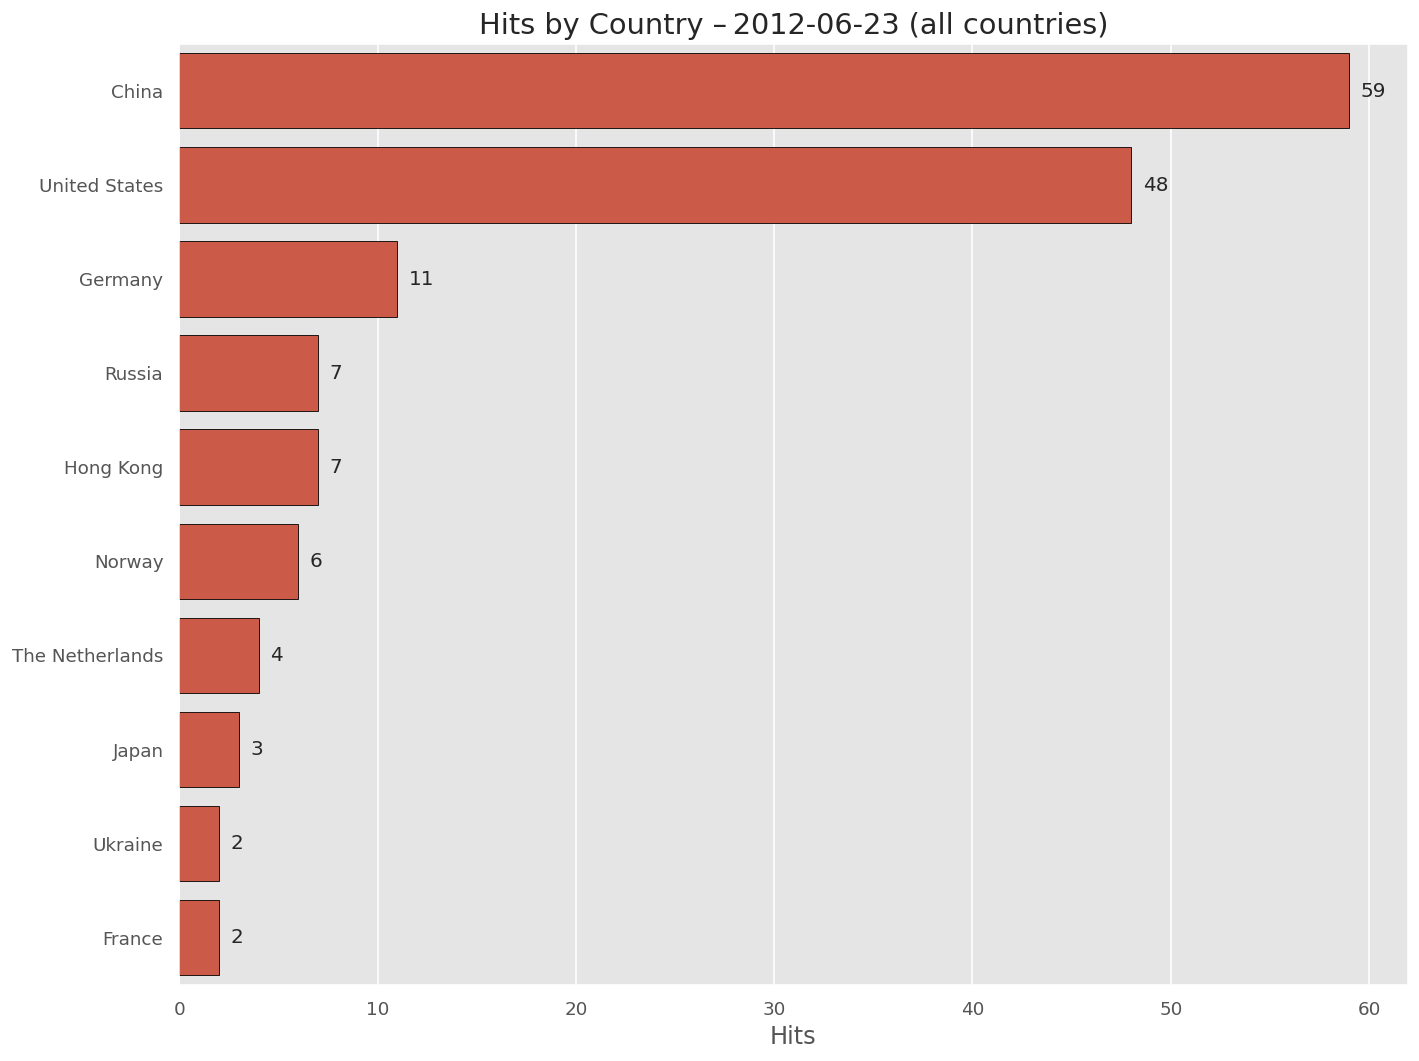 Hits by Country – 2012-06-23 (all countries)
China 59
United States 48
Germany 11
Russia 7
Hong Kong 7
Norway 6
The Netherlands 4
Japan 3
Ukraine 2
France 2
0 10 20 30 40 50 60
Hits